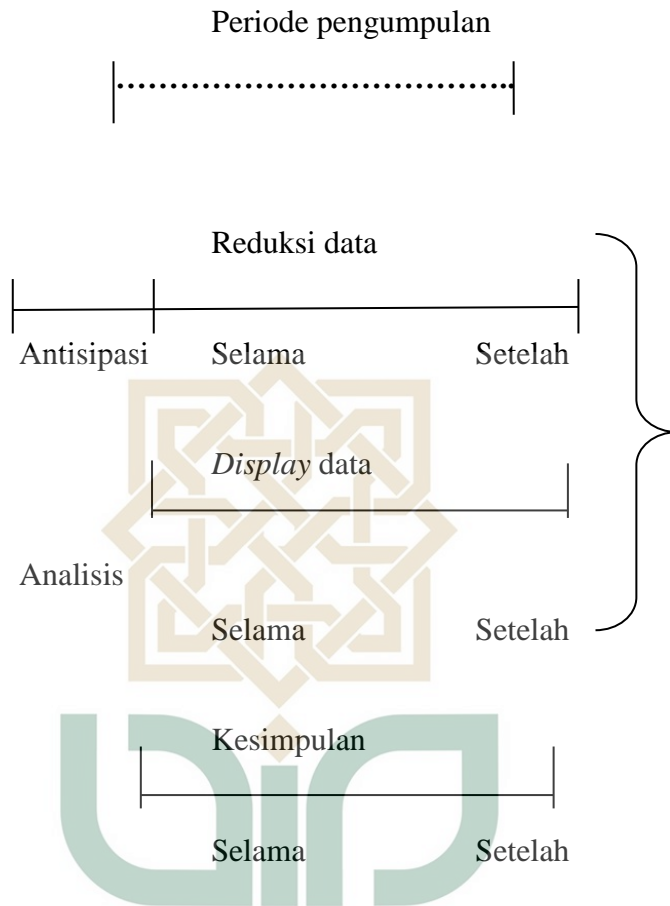 Periode pengumpulan
Reduksi data
Antisipasi Selama Setelah
Display data
Analisis
Selama Setelah
Kesimpulan
Selama Setelah